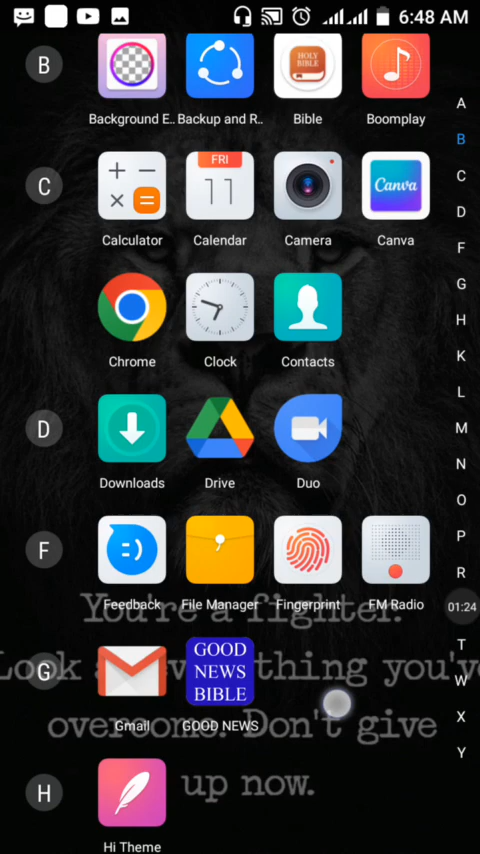 6:48 AM
B
HOLY BIBLE
Background E..
Backup and R..
Bible
Boomplay
A
B
C
D
F
G
H
K
L
M
N
O
P
R
01:24
T
W
X
Y
C
FRI
11
Canva
Calculator
Calendar
Camera
Canva
Chrome
Clock
Contacts
D
Downloads
Drive
Duo
F
Feedback
File Manager
Fingerprint
FM Radio
You're a fighter.
Look thing you've
overcome. Don't give
up now.
G
GOOD
NEWS
BIBLE
Gmail
GOOD NEWS
H
Hi Theme